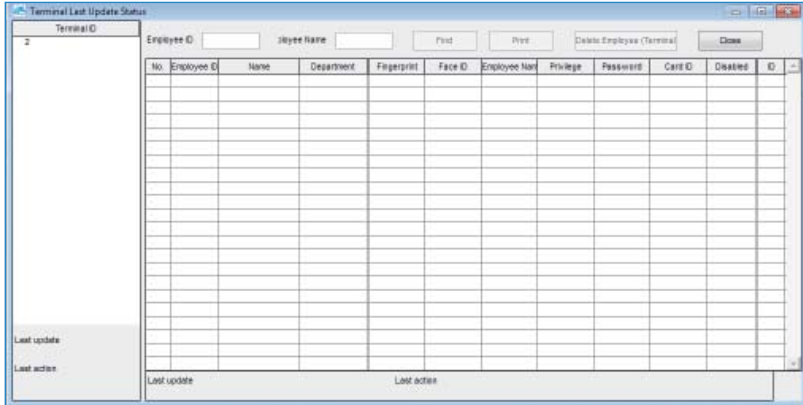 Terminal Last Update Status
Terminal ID
2
Employee ID
ployee Name
Find
Print
Delete Employee (Terminal
Close
No. Employee ID Name Department Fingerprint Face ID Employee Nam Privilege Password Card ID Disabled ID
Last update
Last action
Last update Last action